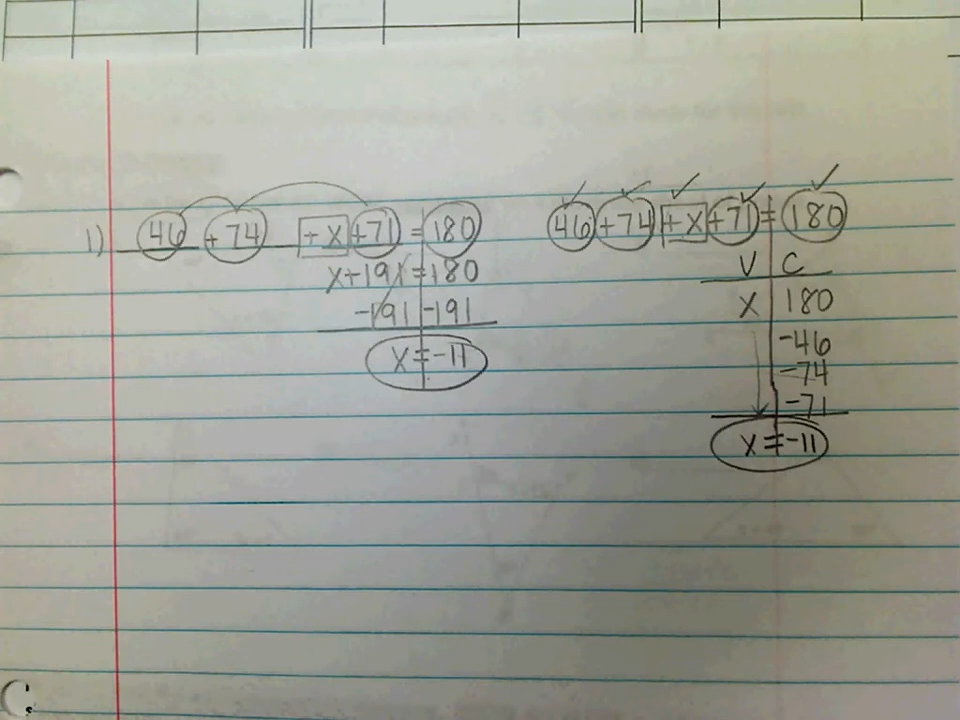 1) 46 + 74 + x + 71 = 180
x + 191 = 180
-191 -191
x = -11
46 + 74 + x + 71 = 180
V C
x 180
-46
-74
-71
x = -11